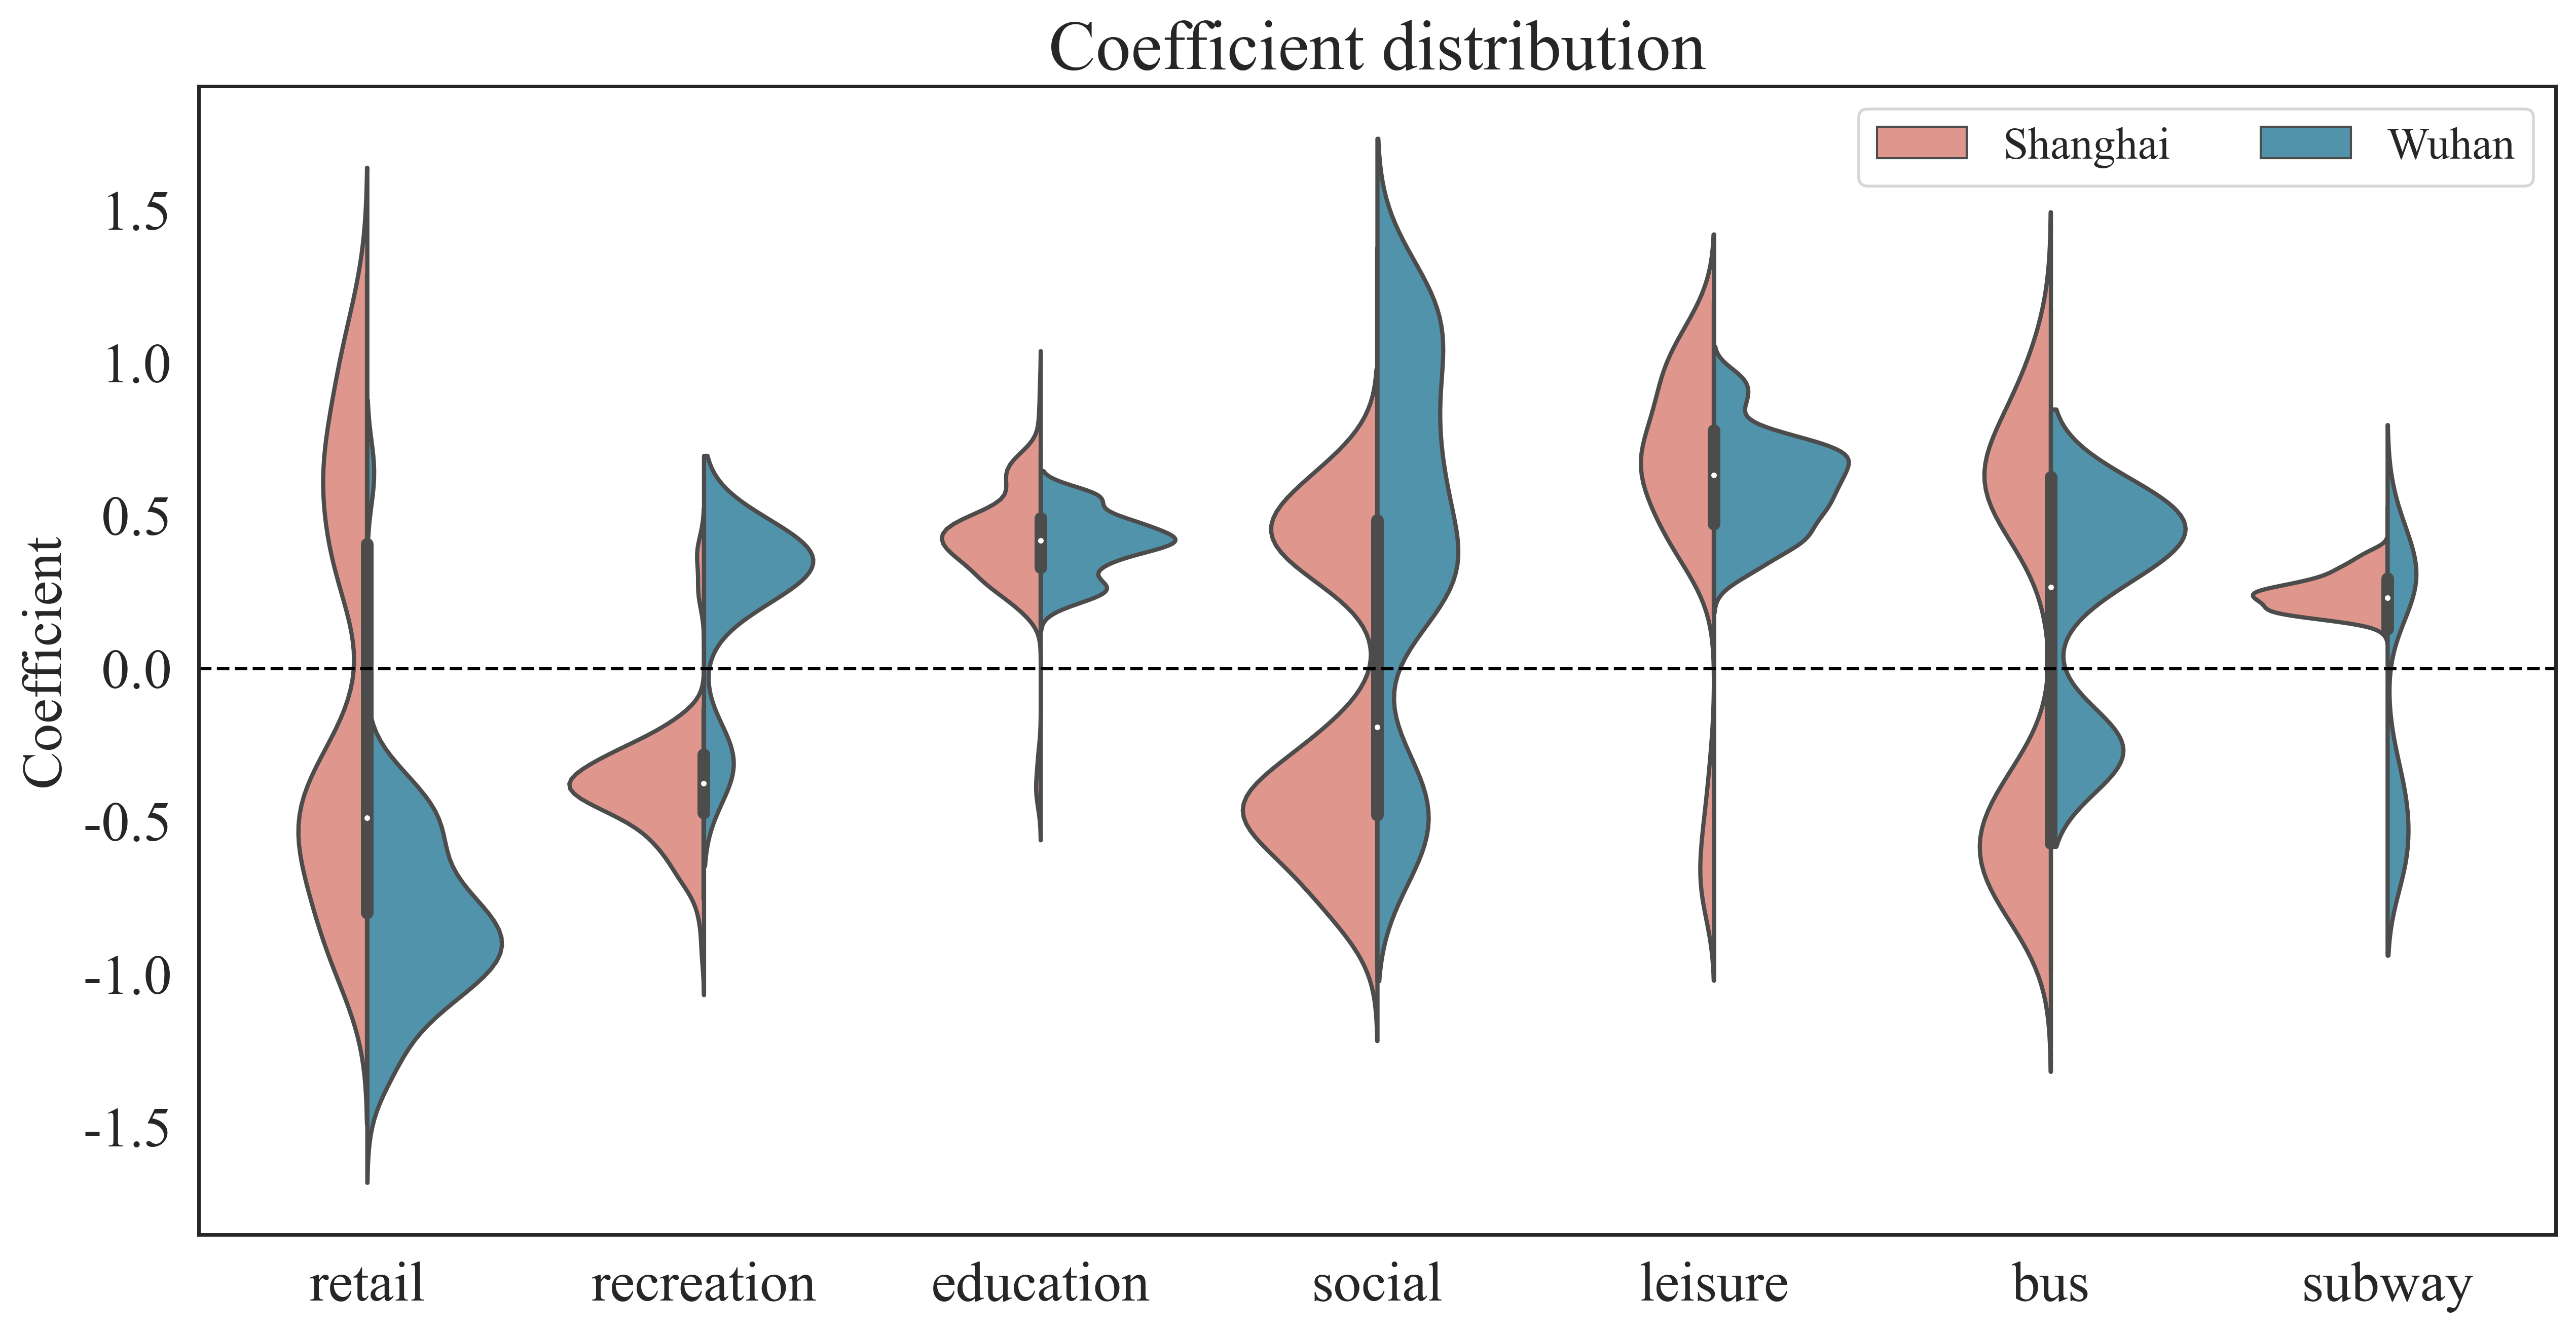 Coefficient distribution
Shanghai Wuhan
Coefficient
1.5
1.0
0.5
0.0
-0.5
-1.0
-1.5
retail recreation education social leisure bus subway